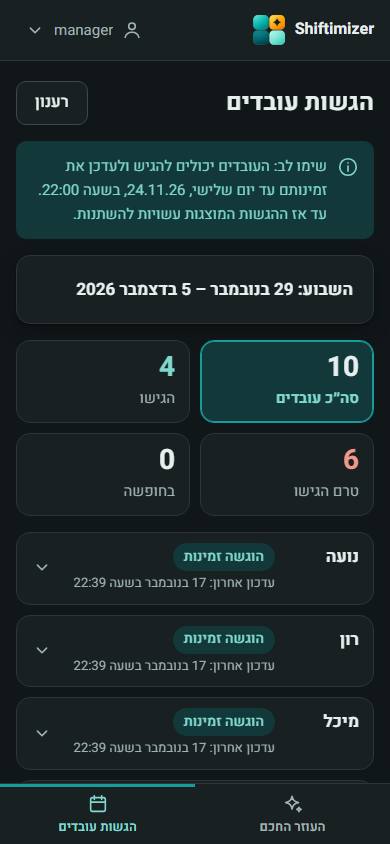 Shiftimizer
manager
הגשות עובדים
רענון
שימו לב: העובדים יכולים להגיש ולעדכן את
זמינותם עד יום שלישי, 24.11.26, בשעה 22:00.
עד אז ההגשות המוצגות עשויות להשתנות.
השבוע: 29 בנובמבר – 5 בדצמבר 2026
10
סה״כ עובדים
4
הגישו
6
טרם הגישו
0
בחופשה
נועה
הוגשה זמינות
עדכון אחרון: 17 בנובמבר בשעה 22:39
רון
הוגשה זמינות
עדכון אחרון: 17 בנובמבר בשעה 22:39
מיכל
הוגשה זמינות
עדכון אחרון: 17 בנובמבר בשעה 22:39
העוזר החכם
הגשות עובדים